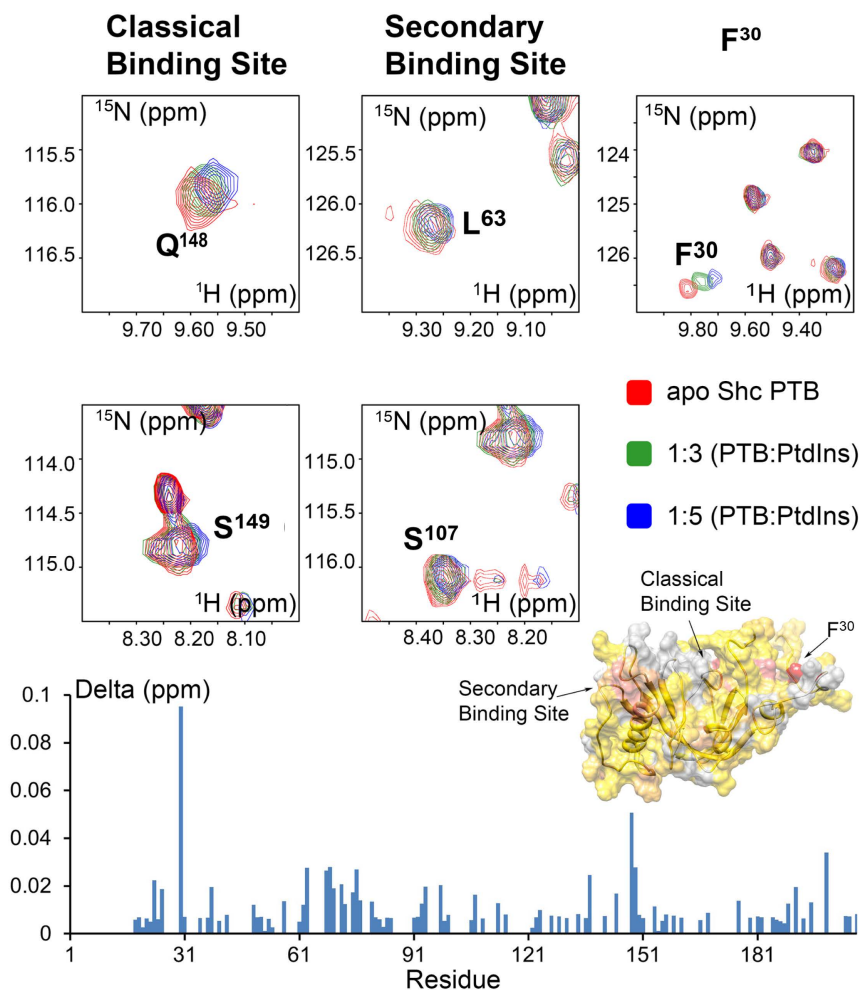 Classical
Binding Site
Secondary
Binding Site
F³⁰
¹⁵N (ppm)
115.5
116.0
116.5
Q¹⁴⁸
¹H (ppm)
9.70 9.60 9.50
¹⁵N (ppm)
125.5
126.0
126.5
L⁶³
¹H (ppm)
9.30 9.20 9.10
¹⁵N (ppm)
124
125
126
F³⁰
¹H (ppm)
9.80 9.60 9.40
¹⁵N (ppm)
114.0
114.5
115.0
S¹⁴⁹
¹H (ppm)
8.30 8.20 8.10
¹⁵N (ppm)
115.0
115.5
116.0
S¹⁰⁷
¹H (ppm)
8.40 8.30 8.20
apo Shc PTB
1:3 (PTB:PtdIns)
1:5 (PTB:PtdIns)
Classical
Binding Site
F³⁰
Secondary
Binding Site
Delta (ppm)
0.1
0.08
0.06
0.04
0.02
0
1 31 61 91 121 151 181
Residue